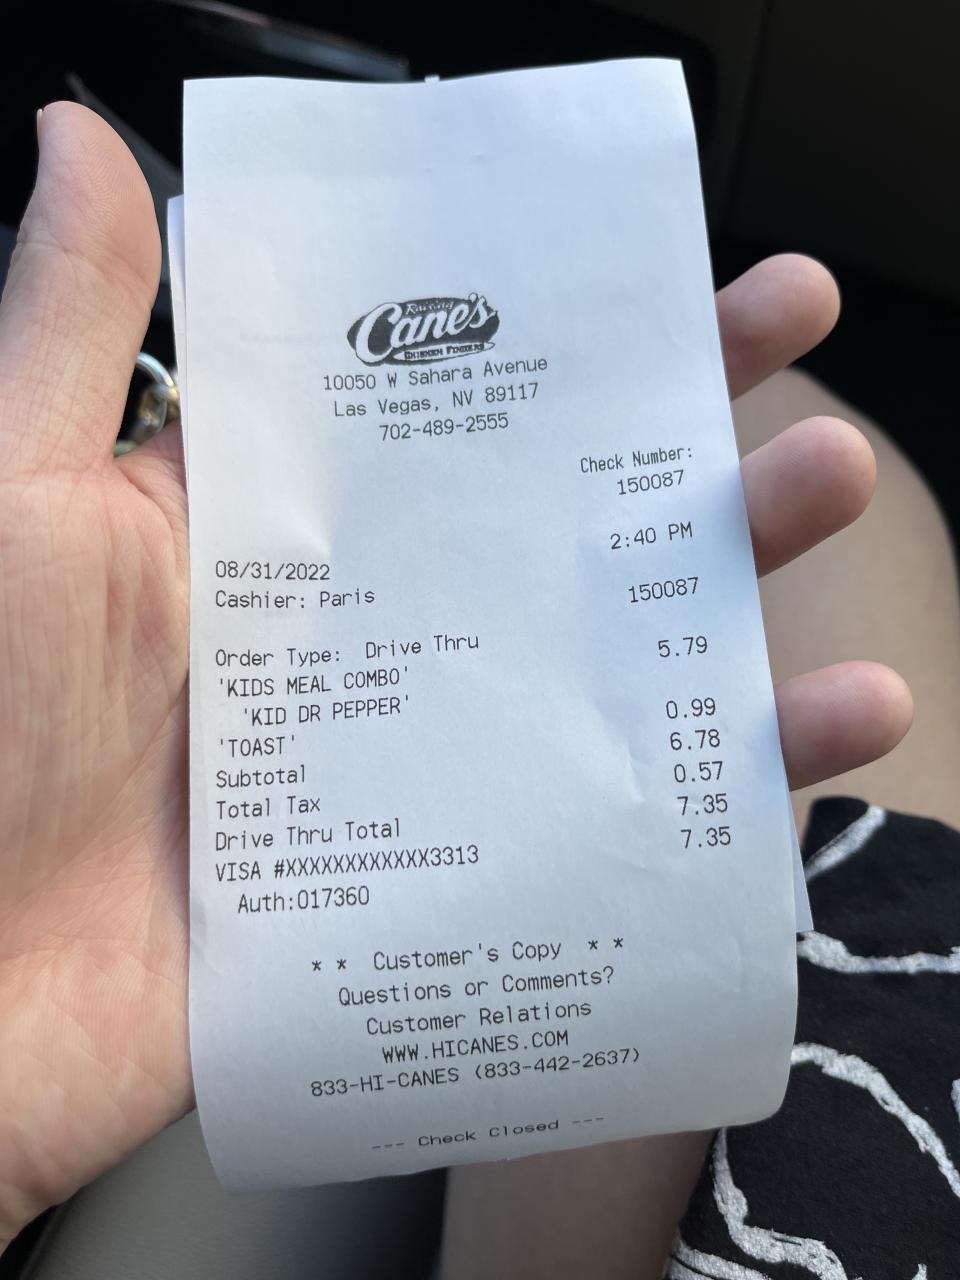 Raising
Cane's
CHICKEN FINGERS
10050 W Sahara Avenue
Las Vegas, NV 89117
702-489-2555
Check Number:
150087
2:40 PM
08/31/2022
Cashier: Paris
150087
Order Type: Drive Thru
'KIDS MEAL COMBO' 5.79
'KID DR PEPPER'
'TOAST' 0.99
Subtotal 6.78
Total Tax 0.57
Drive Thru Total 7.35
VISA #XXXXXXXXXXXX3313 7.35
Auth:017360
* * Customer's Copy * *
Questions or Comments?
Customer Relations
WWW.HICANES.COM
833-HI-CANES (833-442-2637)
--- Check Closed ---